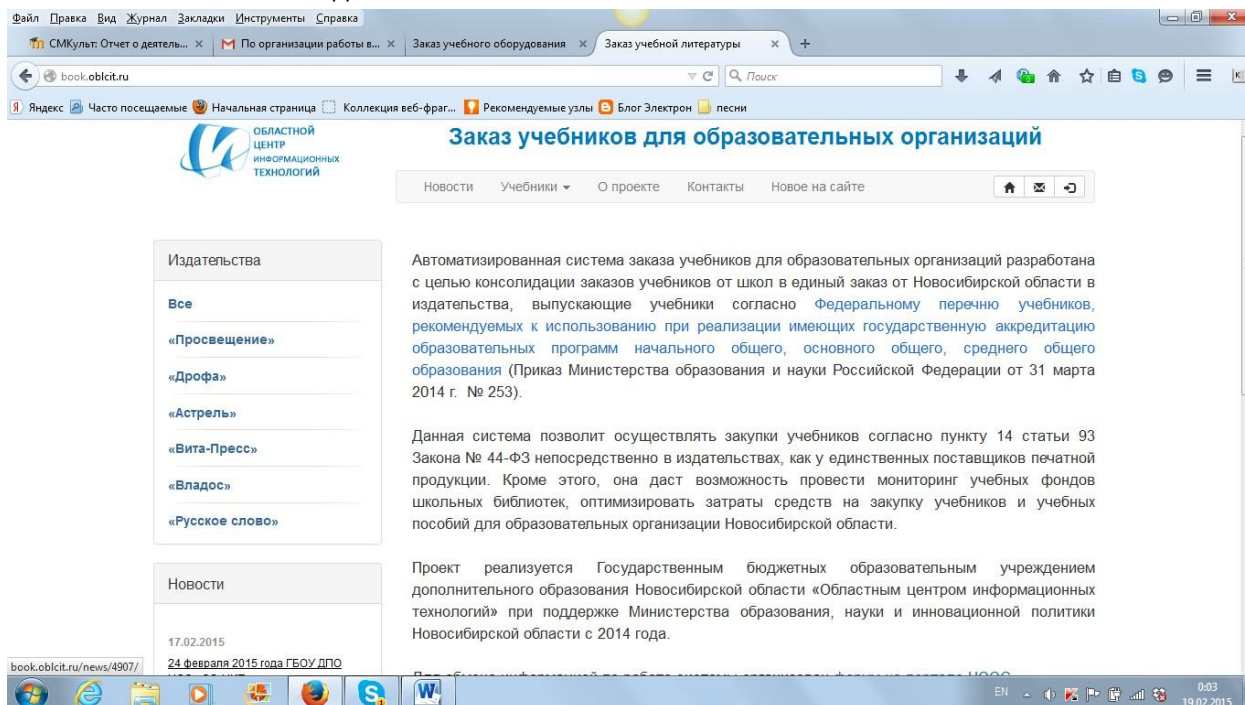 Файл Правка Вид Журнал Закладки Инструменты Справка
СМКульт: Отчет о деятель... × По организации работы в... × Заказ учебного оборудования × Заказ учебной литературы × +
book.oblcit.ru Поиск
Яндекс Часто посещаемые Начальная страница Коллекция веб-фраг... Рекомендуемые узлы Блог Электрон песни
ОБЛАСТНОЙ
ЦЕНТР
ИНФОРМАЦИОННЫХ
ТЕХНОЛОГИЙ
Заказ учебников для образовательных организаций
Новости Учебники О проекте Контакты Новое на сайте
Издательства
Все
«Просвещение»
«Дрофа»
«Астрель»
«Вита-Пресс»
«Владос»
«Русское слово»
Новости
17.02.2015
24 февраля 2015 года ГБОУ ДПО
Автоматизированная система заказа учебников для образовательных организаций разработана
с целью консолидации заказов учебников от школ в единый заказ от Новосибирской области в
издательства, выпускающие учебники согласно Федеральному перечню учебников,
рекомендуемых к использованию при реализации имеющих государственную аккредитацию
образовательных программ начального общего, основного общего, среднего общего
образования (Приказ Министерства образования и науки Российской Федерации от 31 марта
2014 г. № 253).
Данная система позволит осуществлять закупки учебников согласно пункту 14 статьи 93
Закона № 44-ФЗ непосредственно в издательствах, как у единственных поставщиков печатной
продукции. Кроме этого, она даст возможность провести мониторинг учебных фондов
школьных библиотек, оптимизировать затраты средств на закупку учебников и учебных
пособий для образовательных организации Новосибирской области.
Проект реализуется Государственным бюджетных образовательным учреждением
дополнительного образования Новосибирской области «Областным центром информационных
технологий» при поддержке Министерства образования, науки и инновационной политики
Новосибирской области с 2014 года.
book.oblcit.ru/news/4907/
EN 0:03
19.02.2015